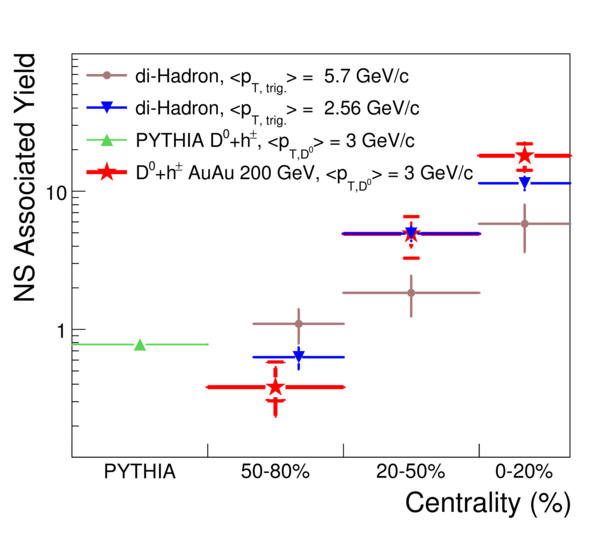 NS Associated Yield
di-Hadron, <p_T, trig.> = 5.7 GeV/c
di-Hadron, <p_T, trig.> = 2.56 GeV/c
PYTHIA D⁰+h±, <p_T,D⁰> = 3 GeV/c
D⁰+h± AuAu 200 GeV, <p_T,D⁰> = 3 GeV/c
10
1
PYTHIA 50-80% 20-50% 0-20%
Centrality (%)